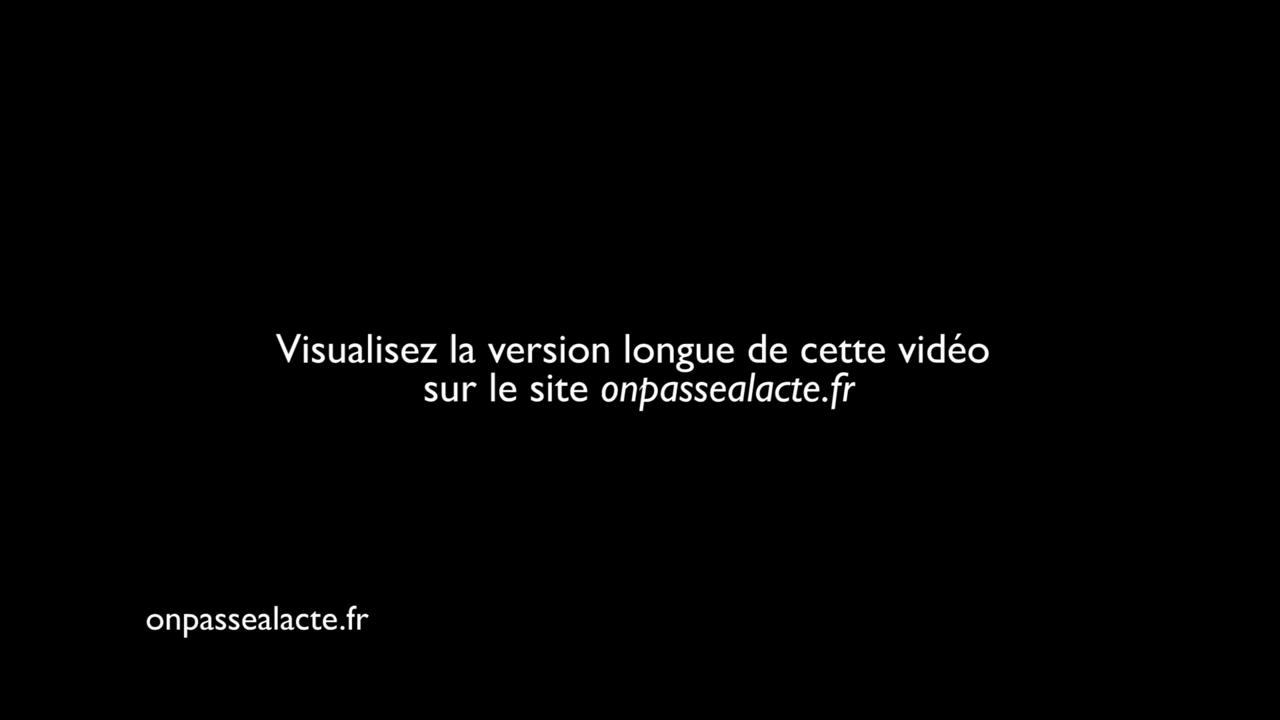 Visualisez la version longue de cette vidéo
sur le site onpassealacte.fr
onpassealacte.fr